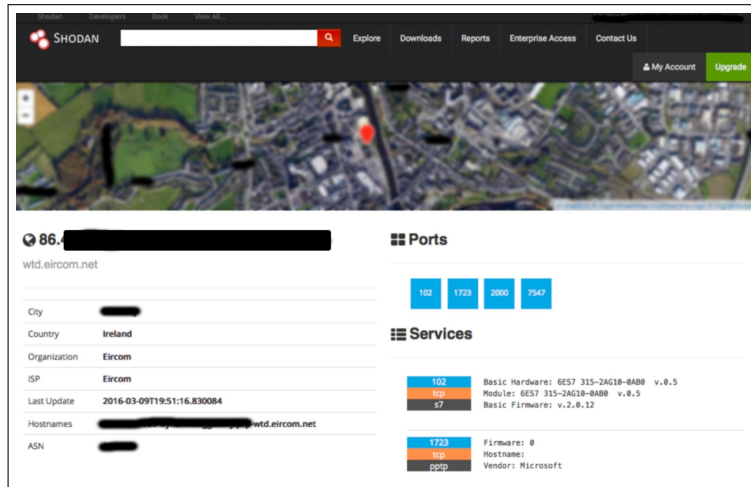 Shodan Developers Book View All...
SHODAN Explore Downloads Reports Enterprise Access Contact Us
My Account Upgrade
+
-
86.
wtd.eircom.net
City
Country Ireland
Organization Eircom
ISP Eircom
Last Update 2016-03-09T19:51:16.830084
Hostnames wtd.eircom.net
ASN
Ports
102 1723 2000 7547
Services
102
tcp
s7
Basic Hardware: 6ES7 315-2AG10-0AB0 v.0.5
Module: 6ES7 315-2AG10-0AB0 v.0.5
Basic Firmware: v.2.0.12
1723
tcp
pptp
Firmware: 0
Hostname:
Vendor: Microsoft